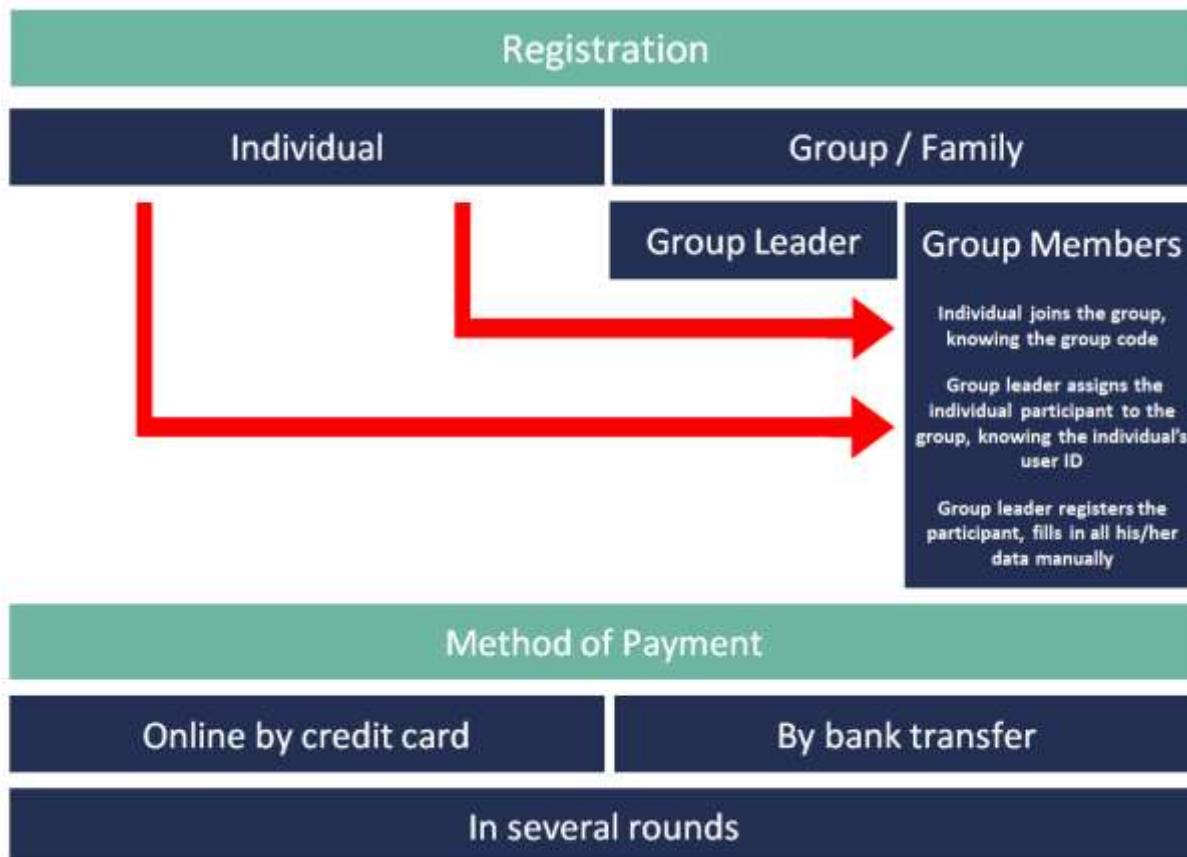 Registration
Individual
Group / Family
Group Leader
Group Members
Individual joins the group,
knowing the group code
Group leader assigns the
individual participant to the
group, knowing the individual's
user ID
Group leader registers the
participant, fills in all his/her
data manually
Method of Payment
Online by credit card
By bank transfer
In several rounds